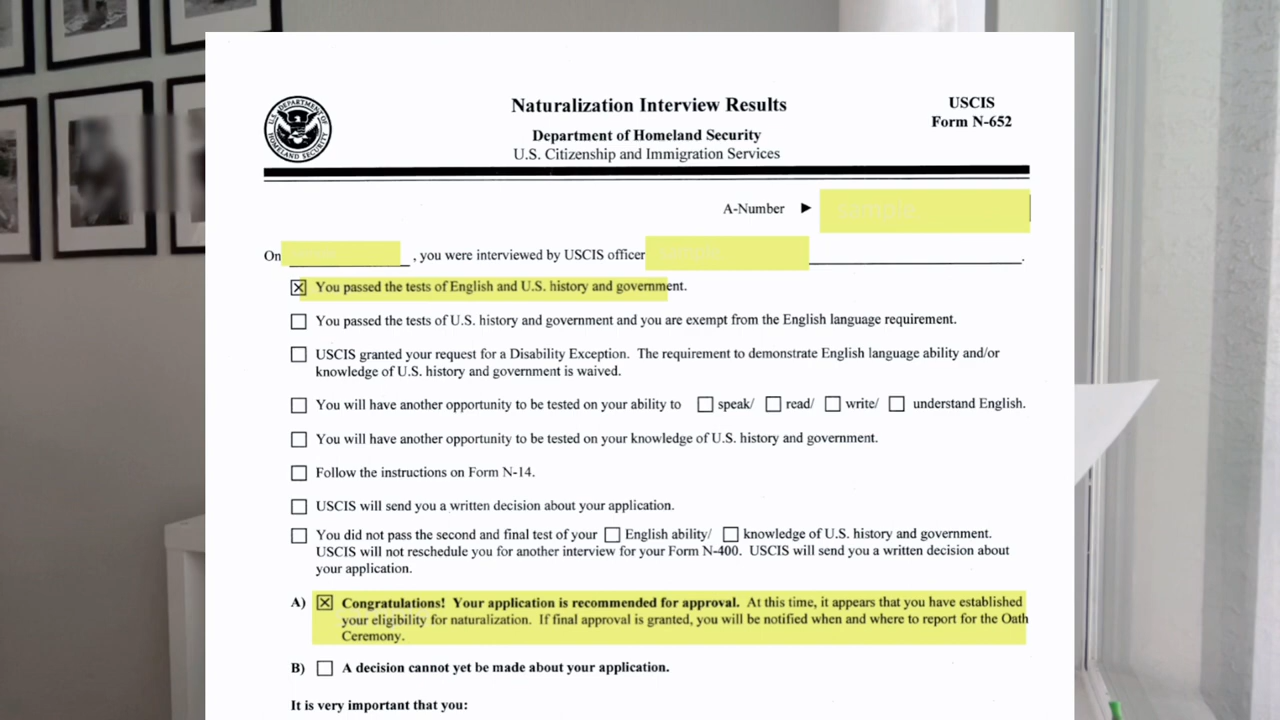 Naturalization Interview Results
USCIS
Form N-652
Department of Homeland Security
U.S. Citizenship and Immigration Services
U.S. DEPARTMENT OF HOMELAND SECURITY
A-Number ► sample
On , you were interviewed by USCIS officer .
☒ You passed the tests of English and U.S. history and government.
☐ You passed the tests of U.S. history and government and you are exempt from the English language requirement.
☐ USCIS granted your request for a Disability Exception. The requirement to demonstrate English language ability and/or
knowledge of U.S. history and government is waived.
☐ You will have another opportunity to be tested on your ability to ☐ speak/ ☐ read/ ☐ write/ ☐ understand English.
☐ You will have another opportunity to be tested on your knowledge of U.S. history and government.
☐ Follow the instructions on Form N-14.
☐ USCIS will send you a written decision about your application.
☐ You did not pass the second and final test of your ☐ English ability/ ☐ knowledge of U.S. history and government.
USCIS will not reschedule you for another interview for your Form N-400. USCIS will send you a written decision about
your application.
A) ☒ Congratulations! Your application is recommended for approval. At this time, it appears that you have established
your eligibility for naturalization. If final approval is granted, you will be notified when and where to report for the Oath
Ceremony.
B) ☐ A decision cannot yet be made about your application.
It is very important that you: